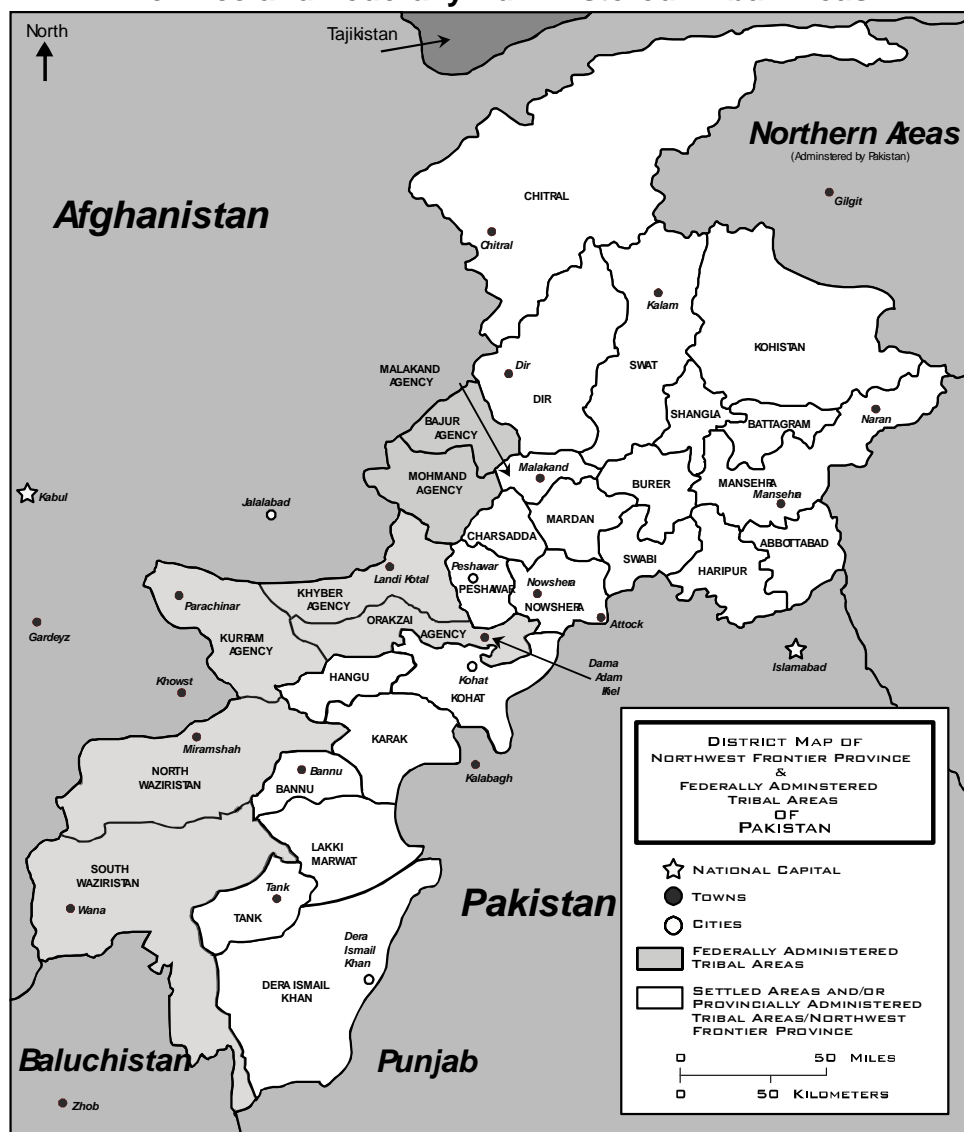 North
Tajikistan
Northern Areas
(Adminstered by Pakistan)
Gilgit
CHITRAL
Chitral
Afghanistan
Kalam
KOHISTAN
MALAKAND
AGENCY
Dir
DIR
SWAT
SHANGLA
BATTAGRAM
Naran
BAJUR
AGENCY
MOHMAND
AGENCY
Malakand
BURER
MANSEHRA
Mansehra
Kabul
Jalalabad
CHARSADDA
MARDAN
SWABI
HARIPUR
ABBOTTABAD
Landi Kotal
Peshawar
PESHAWAR
Nowshera
NOWSHERA
Attock
Parachinar
KHYBER
AGENCY
ORAKZAI
AGENCY
KURRAM
AGENCY
Gardeyz
Islamabad
Khowst
HANGU
Kohat
KOHAT
Dama
Adam
Khel
Miramshah
KARAK
NORTH
WAZIRISTAN
Bannu
BANNU
Kalabagh
LAKKI
MARWAT
SOUTH
WAZIRISTAN
Wana
Tank
TANK
Pakistan
Dera
Ismail
Khan
DERA ISMAIL
KHAN
Baluchistan
Punjab
Zhob
DISTRICT MAP OF
NORTHWEST FRONTIER PROVINCE
&
FEDERALLY ADMINSTERED
TRIBAL AREAS
OF
PAKISTAN
NATIONAL CAPITAL
TOWNS
CITIES
FEDERALLY ADMINISTERED
TRIBAL AREAS
SETTLED AREAS AND/OR
PROVINCIALLY ADMINISTERED
TRIBAL AREAS/NORTHWEST
FRONTIER PROVINCE
0 50 MILES
0 50 KILOMETERS